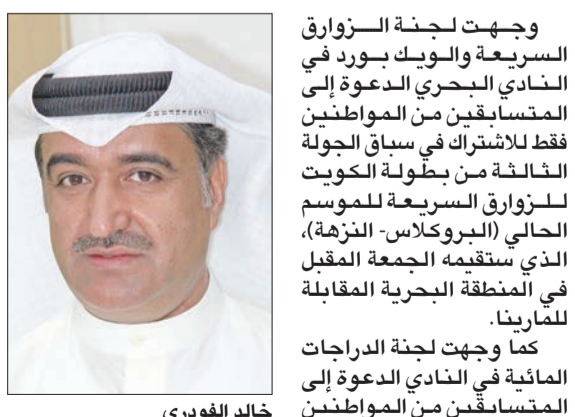 وجهت لجنة الزوارق
السريعة والويك بورد في
النادي البحري الدعوة إلى
المتسابقين من المواطنين
فقط للاشتراك في سباق الجولة
الثالثة من بطولة الكويت
للزوارق السريعة للموسم
الحالي (البروكلاس- النزهة)،
الذي ستقيمه الجمعة المقبل
في المنطقة البحرية المقابلة
للمارينا.
كما وجهت لجنة الدراجات
المائية في النادي الدعوة إلى
المتسابقين من المواطنين
خالد الفودري